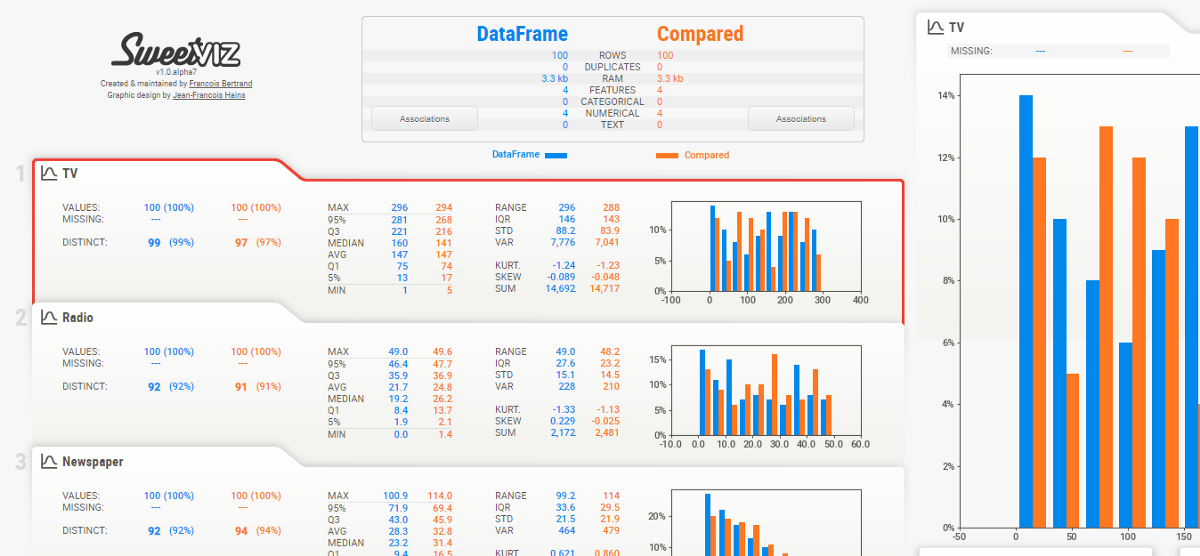 SweetVIZ
v1.0.alpha7
Created & maintained by Francois Bertrand
Graphic design by Jean-Francois Hains
DataFrame Compared
100 ROWS 100
0 DUPLICATES 0
3.3 kb RAM 3.3 kb
4 FEATURES 4
0 CATEGORICAL 0
4 NUMERICAL 4
0 TEXT 0
Associations Associations
DataFrame Compared
1 TV
VALUES: 100 (100%) 100 (100%)
MISSING: --- ---
DISTINCT: 99 (99%) 97 (97%)
MAX 296 294
95% 281 268
Q3 221 216
MEDIAN 160 141
AVG 147 147
Q1 75 74
5% 13 17
MIN 1 5
RANGE 296 288
IQR 146 143
STD 88.2 83.9
VAR 7,776 7,041
KURT. -1.24 -1.23
SKEW -0.089 -0.048
SUM 14,692 14,717
10%
5%
0%
-100 0 100 200 300 400
2 Radio
VALUES: 100 (100%) 100 (100%)
MISSING: --- ---
DISTINCT: 92 (92%) 91 (91%)
MAX 49.0 49.6
95% 46.4 47.7
Q3 35.9 36.9
AVG 21.7 24.8
MEDIAN 19.2 26.2
Q1 8.4 13.7
5% 1.9 2.1
MIN 0.0 1.4
RANGE 49.0 48.2
IQR 27.6 23.2
STD 15.1 14.5
VAR 228 210
KURT. -1.33 -1.13
SKEW 0.229 -0.025
SUM 2,172 2,481
15%
10%
5%
0%
-10.0 0.0 10.0 20.0 30.0 40.0 50.0 60.0
3 Newspaper
VALUES: 100 (100%) 100 (100%)
MISSING: --- ---
DISTINCT: 92 (92%) 94 (94%)
MAX 100.9 114.0
95% 71.9 69.4
Q3 43.0 45.9
AVG 28.3 32.8
MEDIAN 23.2 31.4
Q1 9.4 16.5
RANGE 99.2 114
IQR 33.6 29.5
STD 21.5 21.9
VAR 464 479
KURT. 0.621 0.860
20%
10%
TV
MISSING: --- ---
14%
12%
10%
8%
6%
4%
2%
0%
-50 0 50 100 150